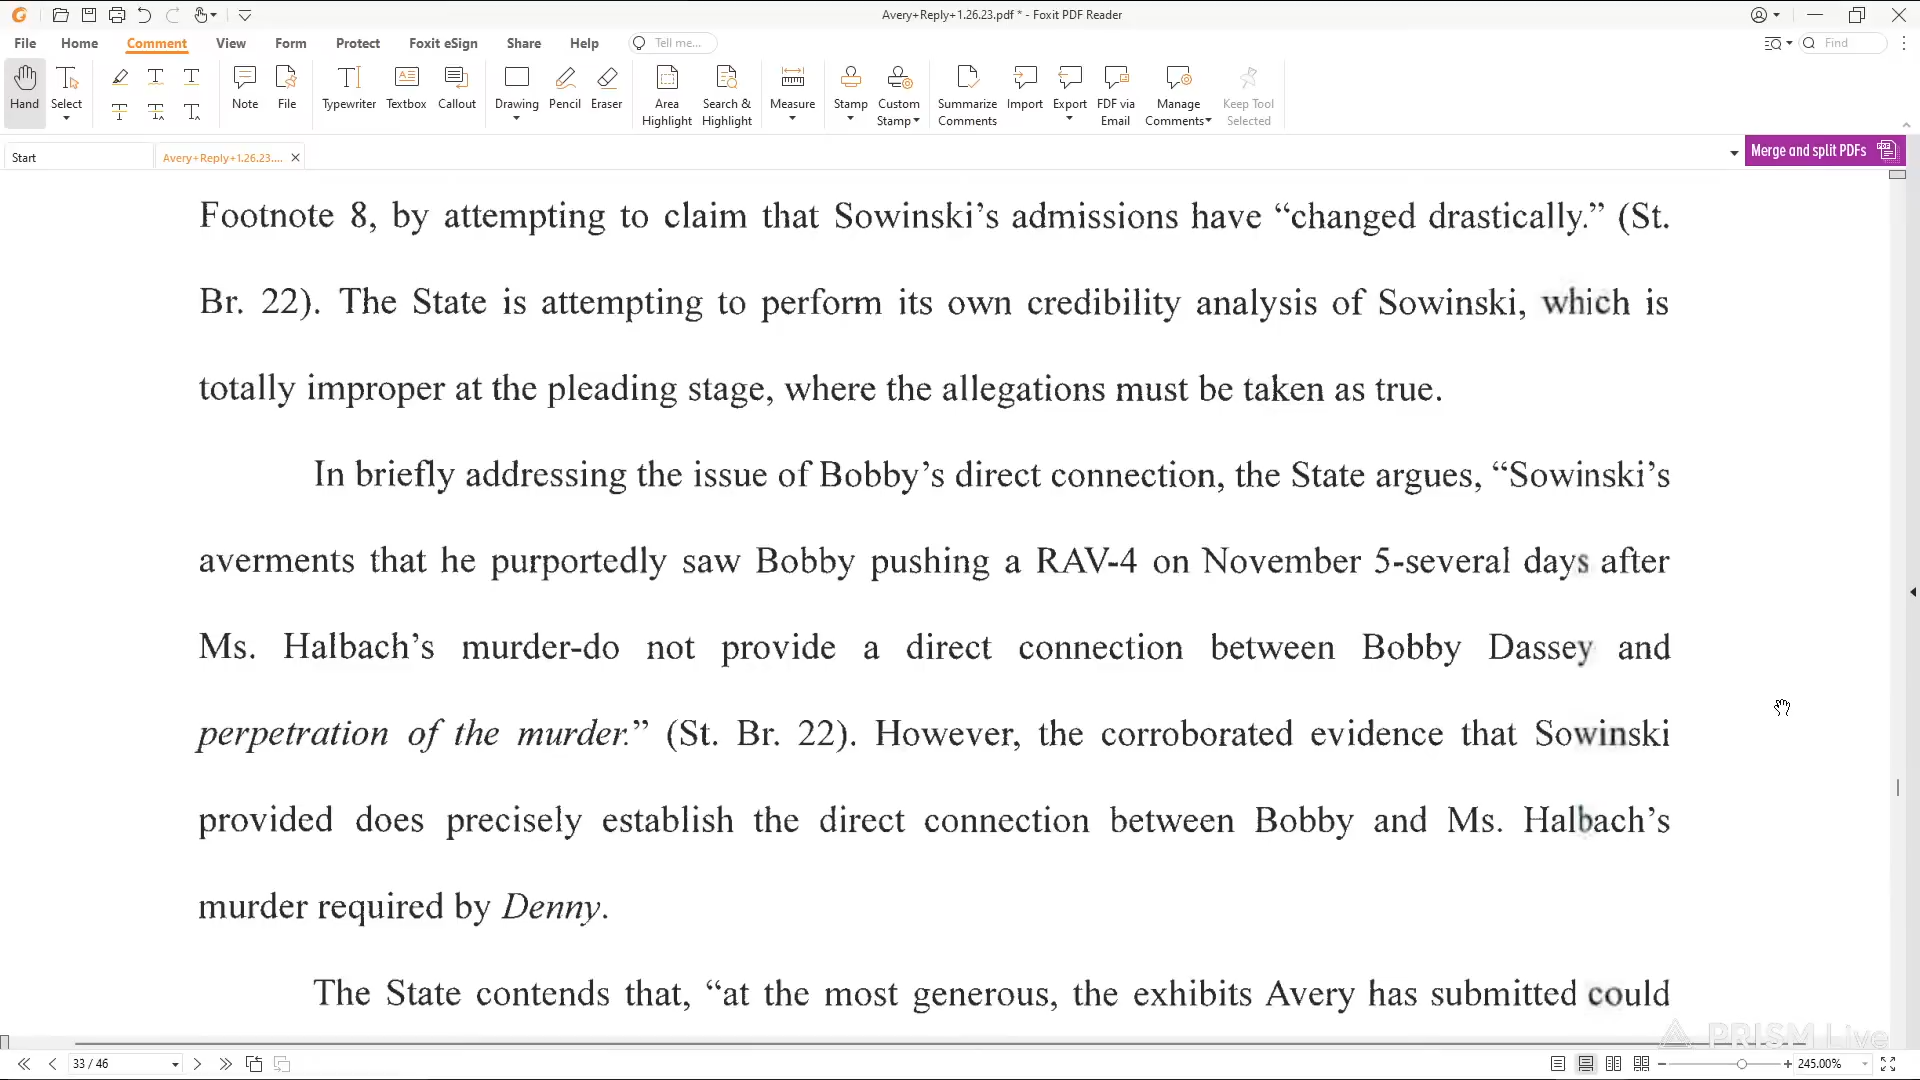 Avery+Reply+1.26.23.pdf * - Foxit PDF Reader
File Home Comment View Form Protect Foxit eSign Share Help Tell me... Find
Hand Select Note File Typewriter Textbox Callout Drawing Pencil Eraser Area Highlight Search & Highlight Measure Stamp Custom Stamp Summarize Comments Import Export FDF via Email Manage Comments Keep Tool Selected
Start Avery+Reply+1.26.23.... Merge and split PDFs
Footnote 8, by attempting to claim that Sowinski’s admissions have “changed drastically.” (St.
Br. 22). The State is attempting to perform its own credibility analysis of Sowinski, which is
totally improper at the pleading stage, where the allegations must be taken as true.
In briefly addressing the issue of Bobby’s direct connection, the State argues, “Sowinski’s
averments that he purportedly saw Bobby pushing a RAV-4 on November 5-several days after
Ms. Halbach’s murder-do not provide a direct connection between Bobby Dassey and
perpetration of the murder.” (St. Br. 22). However, the corroborated evidence that Sowinski
provided does precisely establish the direct connection between Bobby and Ms. Halbach’s
murder required by Denny.
The State contends that, “at the most generous, the exhibits Avery has submitted could
PRISM Live
33 / 46 245.00%